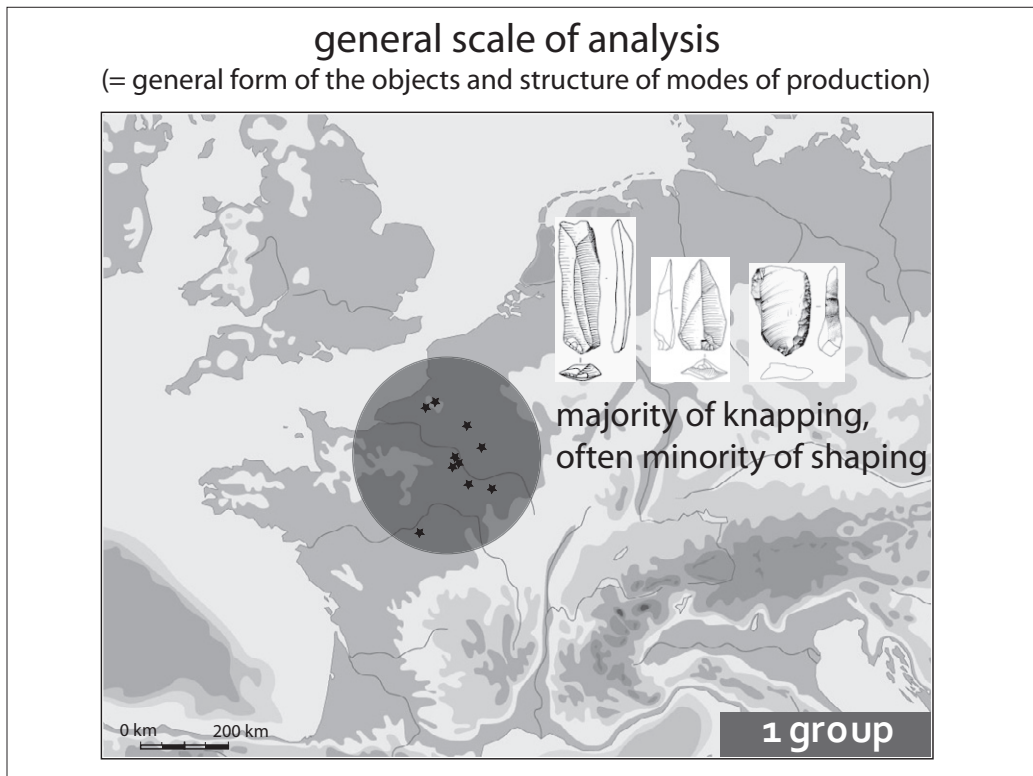 general scale of analysis
(= general form of the objects and structure of modes of production)
majority of knapping,
often minority of shaping
0 km 200 km
1 group